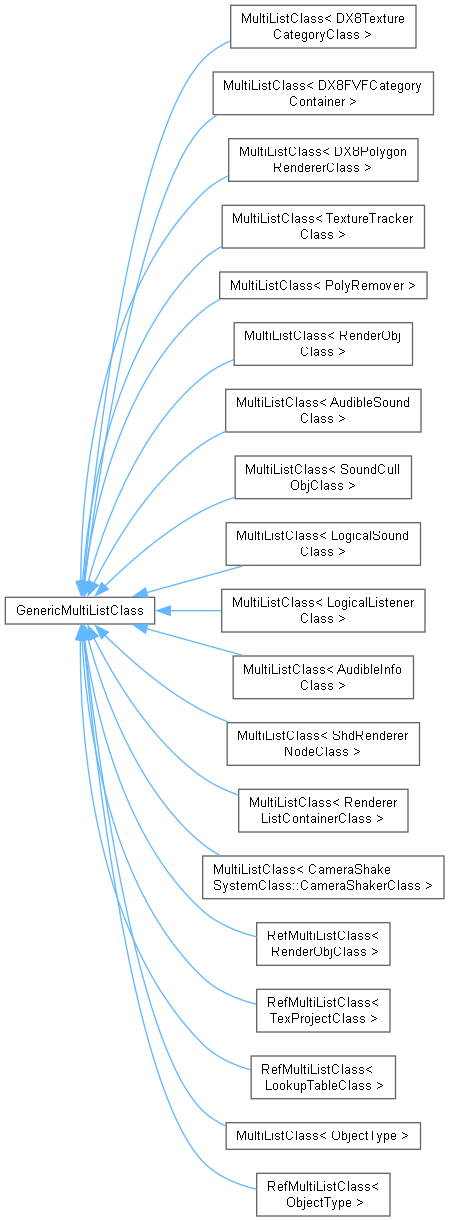 MultiListClass< DX8Texture
CategoryClass >
MultiListClass< DX8FVFCategory
Container >
MultiListClass< DX8Polygon
RendererClass >
MultiListClass< TextureTracker
Class >
MultiListClass< PolyRemover >
MultiListClass< RenderObj
Class >
MultiListClass< AudibleSound
Class >
MultiListClass< SoundCull
ObjClass >
MultiListClass< LogicalSound
Class >
GenericMultiListClass
MultiListClass< LogicalListener
Class >
MultiListClass< AudibleInfo
Class >
MultiListClass< ShdRenderer
NodeClass >
MultiListClass< Renderer
ListContainerClass >
MultiListClass< CameraShake
SystemClass::CameraShakerClass >
RefMultiListClass<
RenderObjClass >
RefMultiListClass<
TexProjectClass >
RefMultiListClass<
LookupTableClass >
MultiListClass< ObjectType >
RefMultiListClass<
ObjectType >